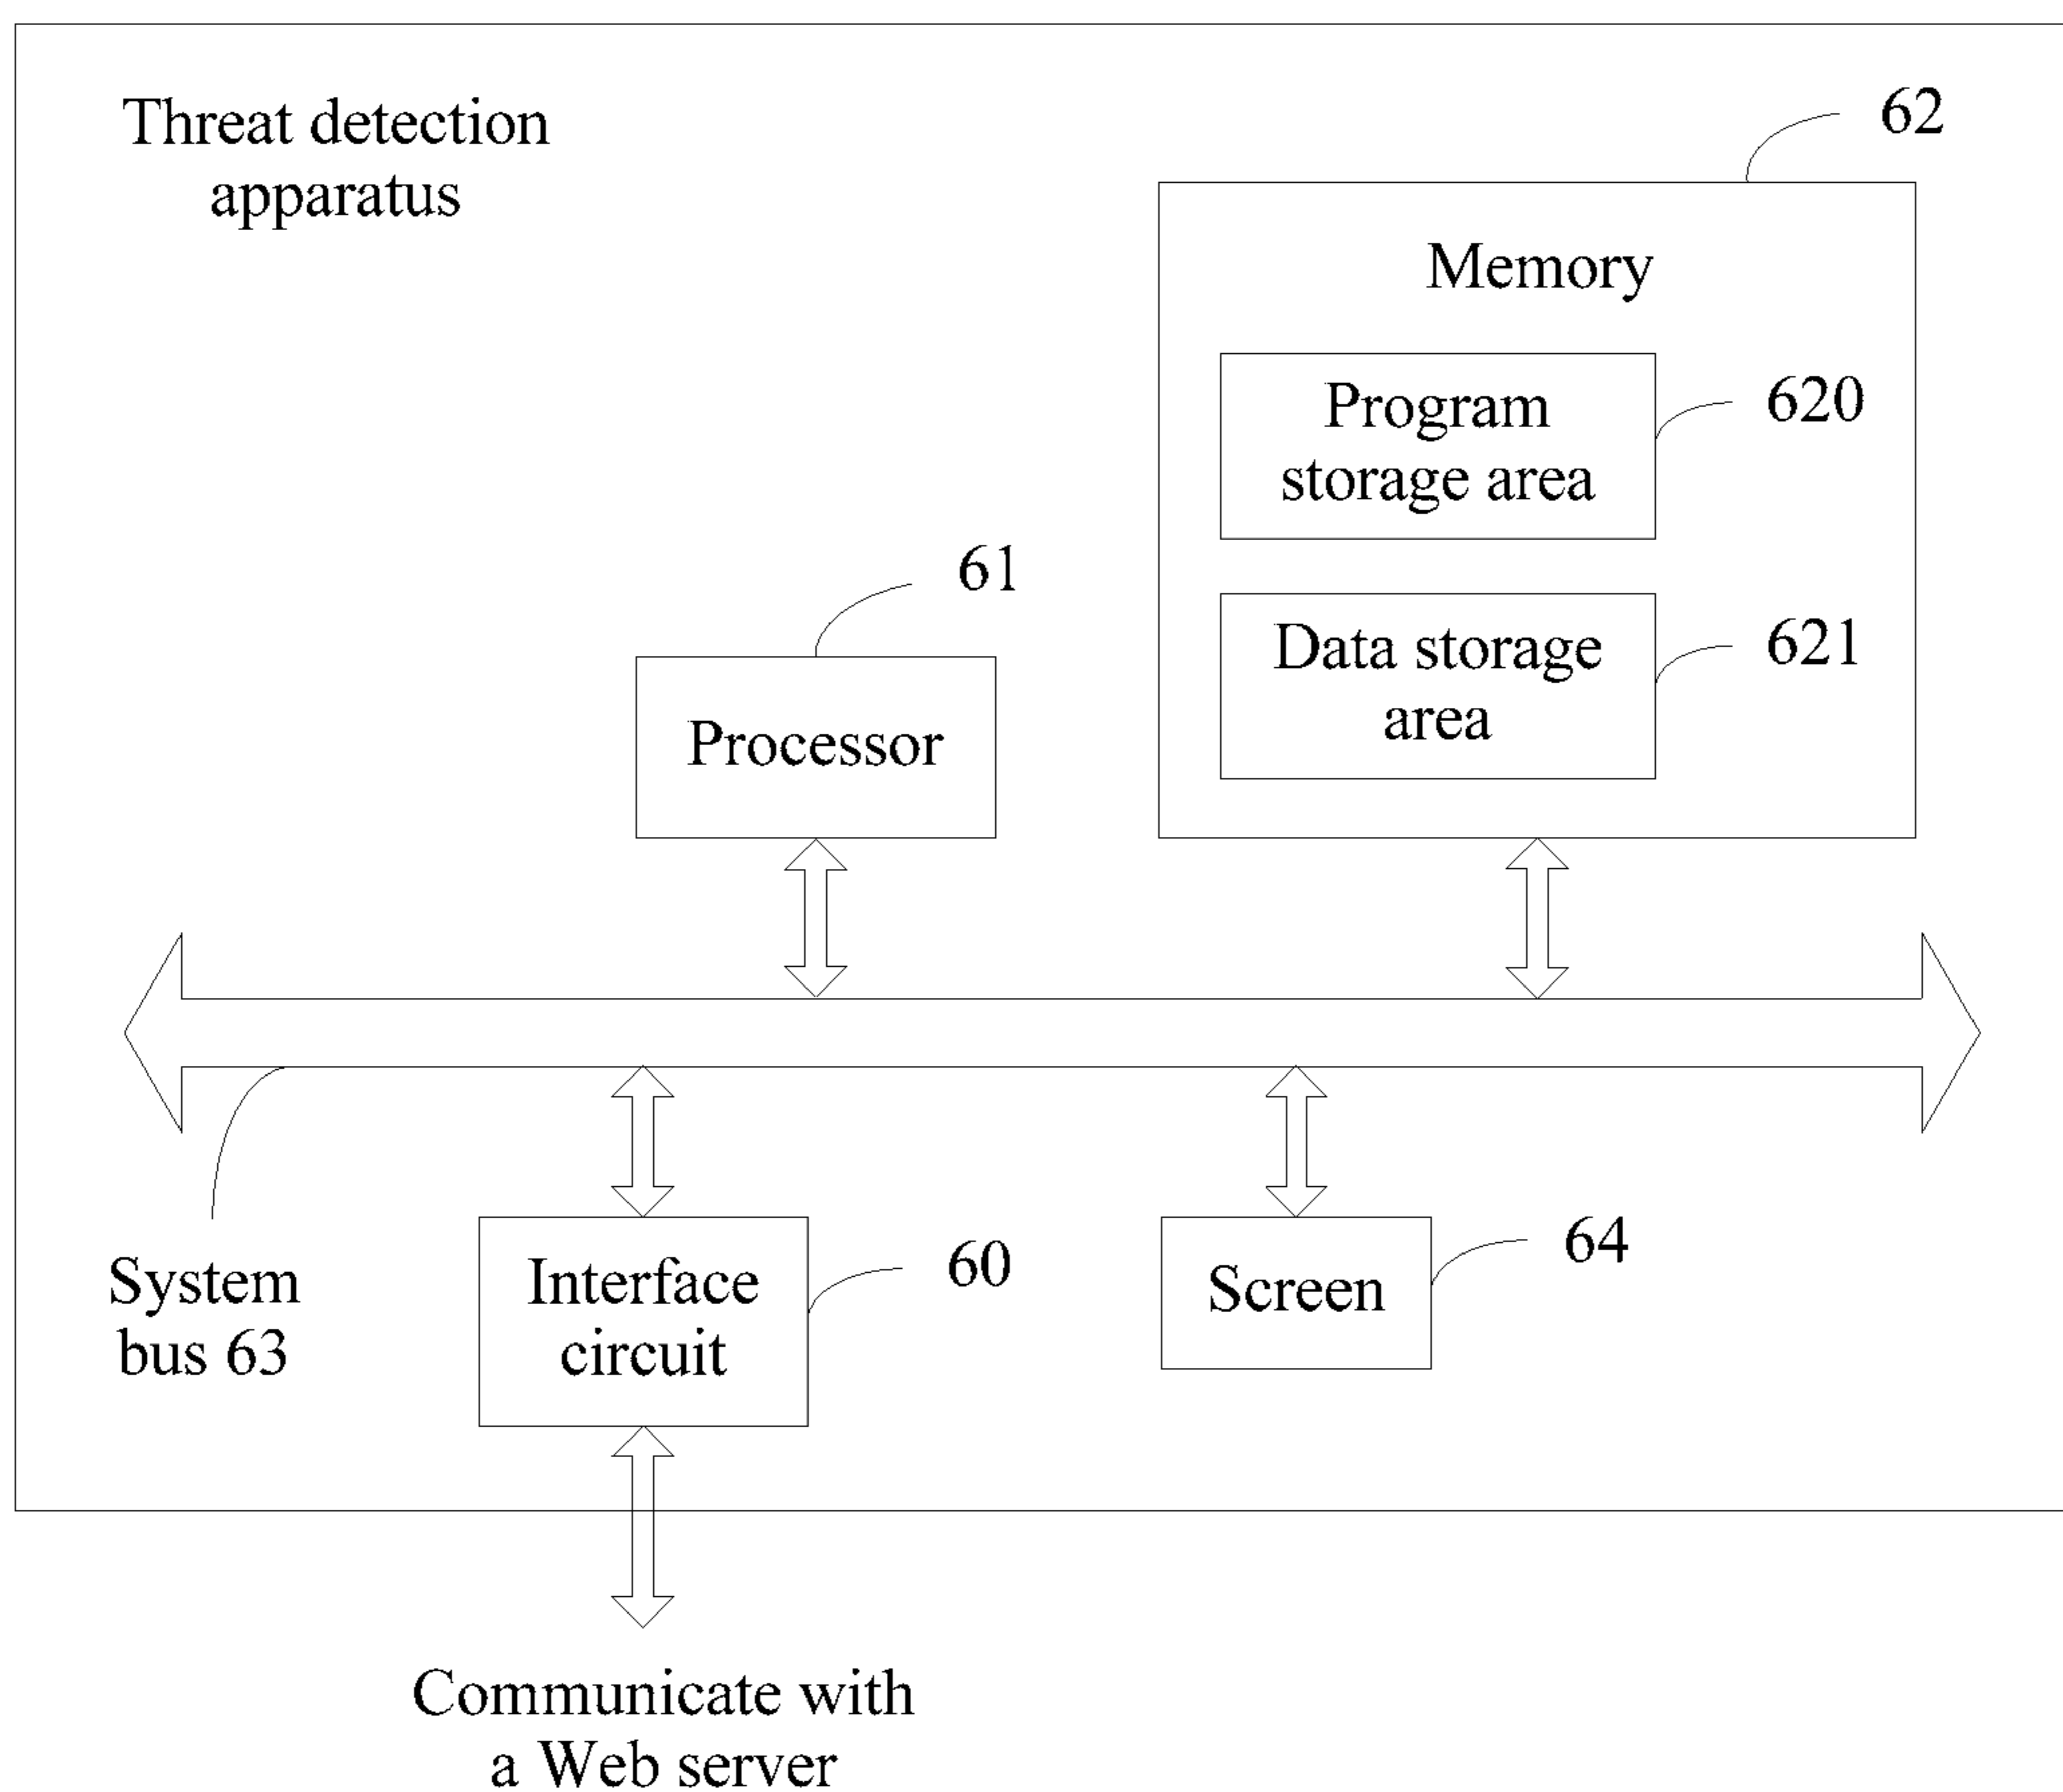 Threat detection
apparatus
62
Memory
Program
storage area
620
Data storage
area
621
61
Processor
System
bus 63
Interface
circuit
60
Screen
64
Communicate with
a Web server